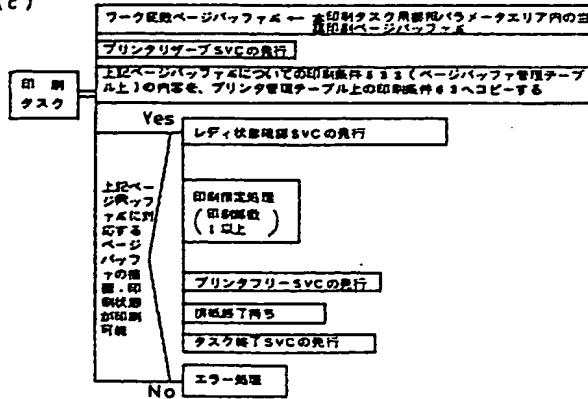 (c)
ワーク変数ページバッファ# ← 全印刷タスク用部内パラメータエリア内の
印刷ページバッファ#
プリンタリザーブSVCの発行
上記ページバッファ#についての印刷条件632(ページバッファ管理テーブ
ル上)の内容を、プリンタ管理テーブル上の印刷条件62へコピーする
印刷
タスク
Yes
レディ状態確認SVCの発行
上記ペー
ジバッフ
ァ#に対
応する
ページ
バッフ
ァの描
画・印
刷状態
が印刷
可能
印刷指定処理
(印刷部数
1以上)
プリンタフリーSVCの発行
排紙終了待ち
タスク終了SVCの発行
No
エラー処理